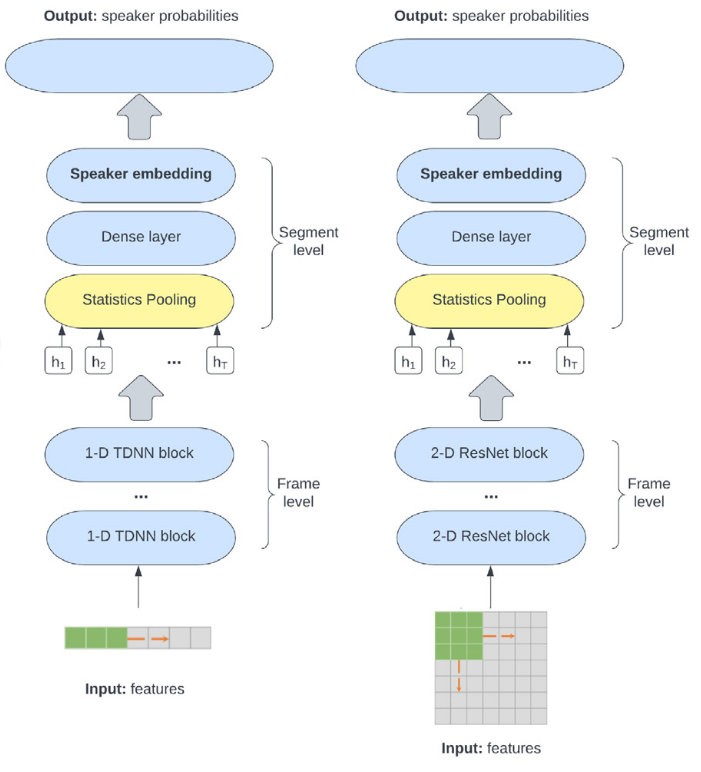 Output: speaker probabilities
Speaker embedding
Dense layer
Segment
level
Statistics Pooling
h1
h2
...
hT
1-D TDNN block
...
Frame
level
1-D TDNN block
Input: features
Output: speaker probabilities
Speaker embedding
Dense layer
Segment
level
Statistics Pooling
h1
h2
...
hT
2-D ResNet block
...
Frame
level
2-D ResNet block
Input: features